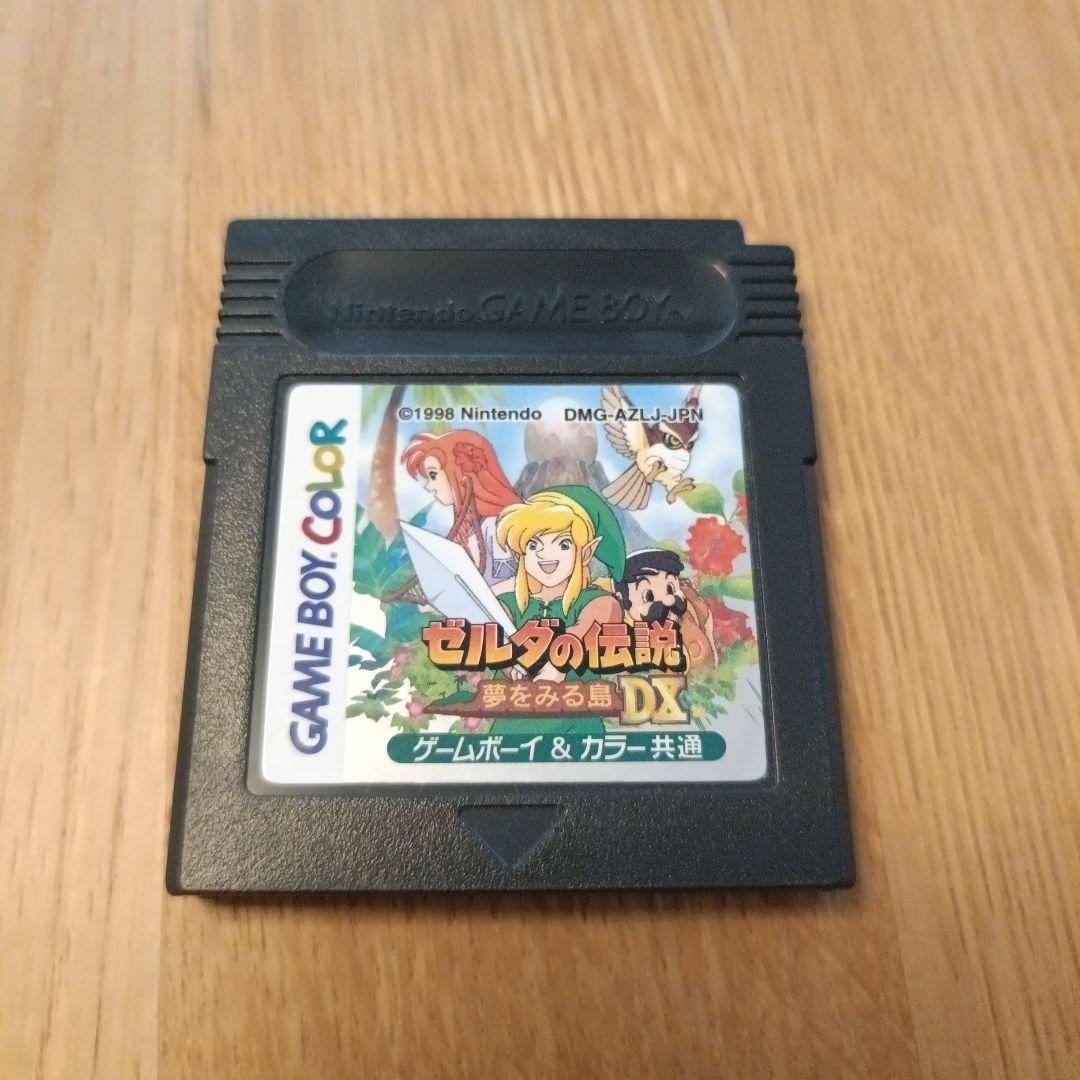 Nintendo GAME BOY TM
©1998 Nintendo DMG-AZLJ-JPN
GAME BOY COLOR
ゼルダの伝説
夢をみる島 DX
ゲームボーイ & カラー共通